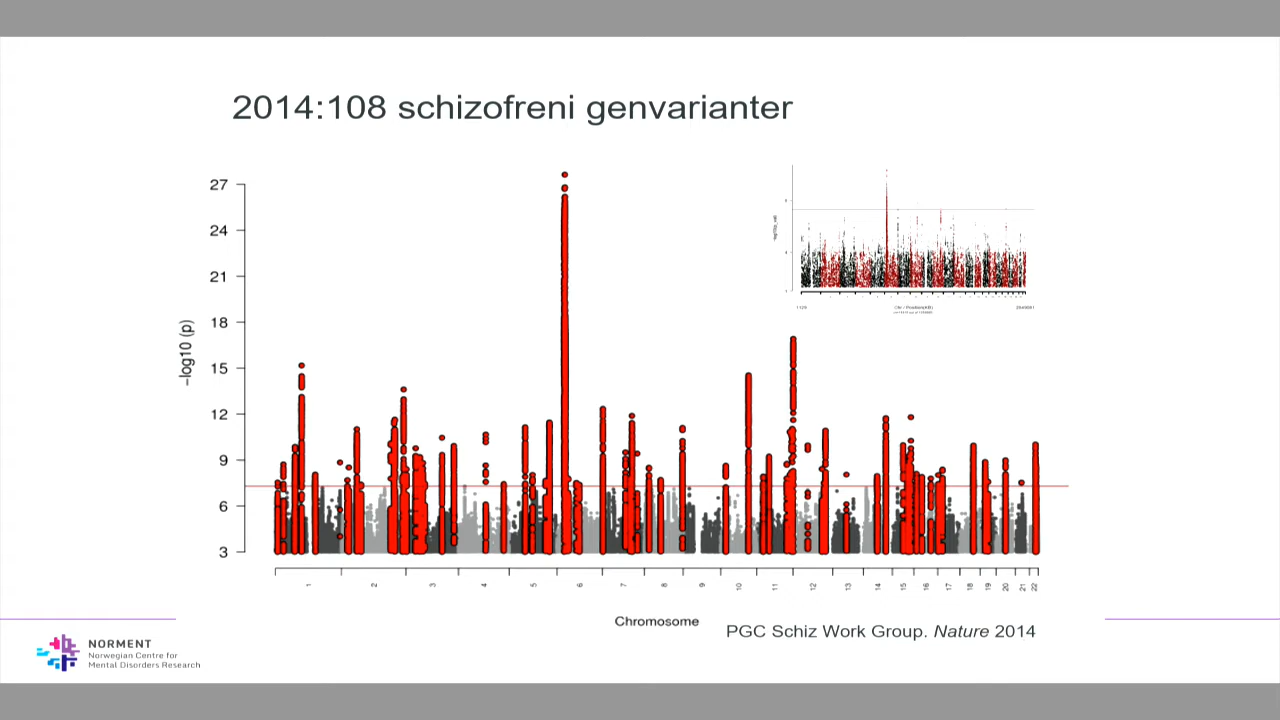 2014:108 schizofreni genvarianter
27
24
21
18
15
12
9
6
3
−log10 (p)
1 2 3 4 5 6 7 8 9 10 11 12 13 14 15 16 17 18 19 20 21 22
Chromosome
PGC Schiz Work Group. Nature 2014
NORMENT
Norwegian Centre for
Mental Disorders Research